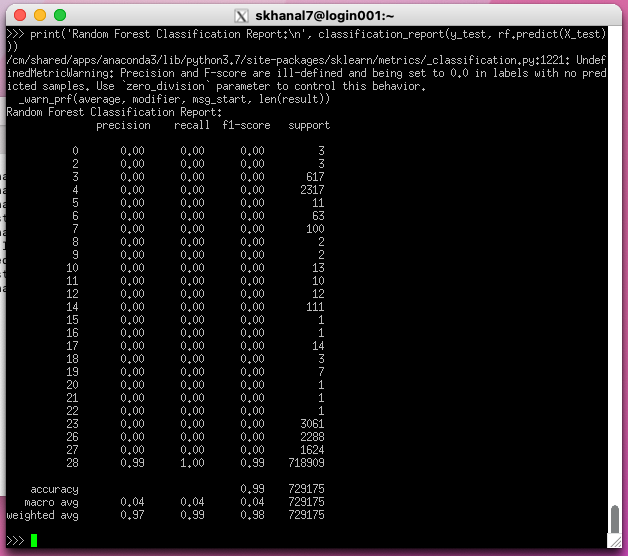 skhanal7@login001:~
>>> print('Random Forest Classification Report:\n', classification_report(y_test, rf.predict(X_test)
))
/cm/shared/apps/anaconda3/lib/python3.7/site-packages/sklearn/metrics/_classification.py:1221: Undef
inedMetricWarning: Precision and F-score are ill-defined and being set to 0.0 in labels with no pred
icted samples. Use `zero_division` parameter to control this behavior.
  _warn_prf(average, modifier, msg_start, len(result))
Random Forest Classification Report:
               precision    recall  f1-score   support

           0       0.00      0.00      0.00         3
           2       0.00      0.00      0.00         3
           3       0.00      0.00      0.00       617
           4       0.00      0.00      0.00      2317
           5       0.00      0.00      0.00        11
           6       0.00      0.00      0.00        63
           7       0.00      0.00      0.00       100
           8       0.00      0.00      0.00         2
           9       0.00      0.00      0.00         2
          10       0.00      0.00      0.00        13
          11       0.00      0.00      0.00        10
          12       0.00      0.00      0.00        12
          14       0.00      0.00      0.00       111
          15       0.00      0.00      0.00         1
          16       0.00      0.00      0.00         1
          17       0.00      0.00      0.00        14
          18       0.00      0.00      0.00         3
          19       0.00      0.00      0.00         7
          20       0.00      0.00      0.00         1
          21       0.00      0.00      0.00         1
          22       0.00      0.00      0.00         1
          23       0.00      0.00      0.00      3061
          26       0.00      0.00      0.00      2288
          27       0.00      0.00      0.00      1624
          28       0.99      1.00      0.99    718909

    accuracy                           0.99    729175
   macro avg       0.04      0.04      0.04    729175
weighted avg       0.97      0.99      0.98    729175

>>>